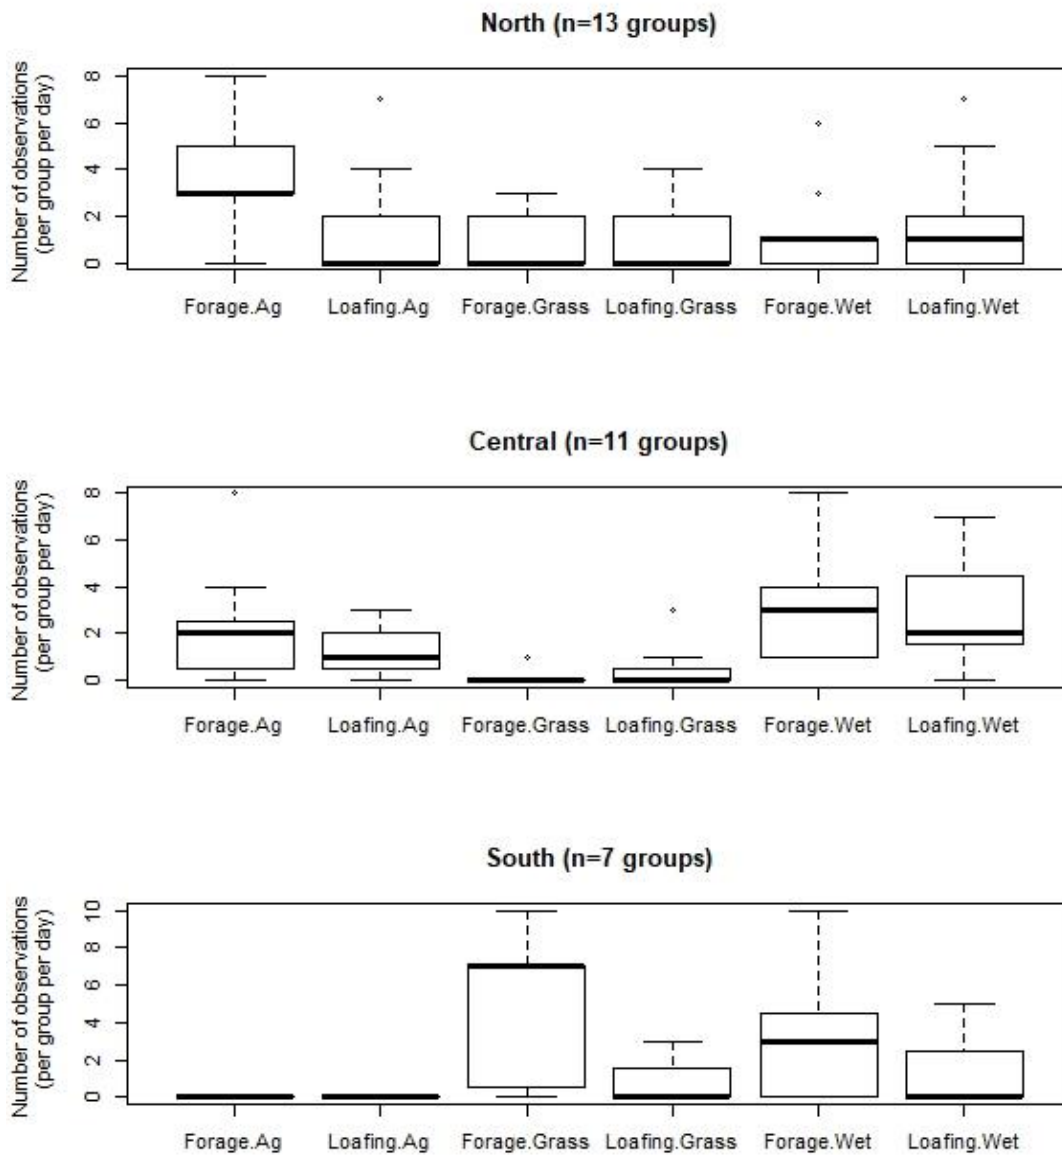 North (n=13 groups)
Number of observations
(per group per day)
8
6
4
2
0
Forage.Ag Loafing.Ag Forage.Grass Loafing.Grass Forage.Wet Loafing.Wet
Central (n=11 groups)
Number of observations
(per group per day)
8
6
4
2
0
Forage.Ag Loafing.Ag Forage.Grass Loafing.Grass Forage.Wet Loafing.Wet
South (n=7 groups)
Number of observations
(per group per day)
10
8
6
4
2
0
Forage.Ag Loafing.Ag Forage.Grass Loafing.Grass Forage.Wet Loafing.Wet